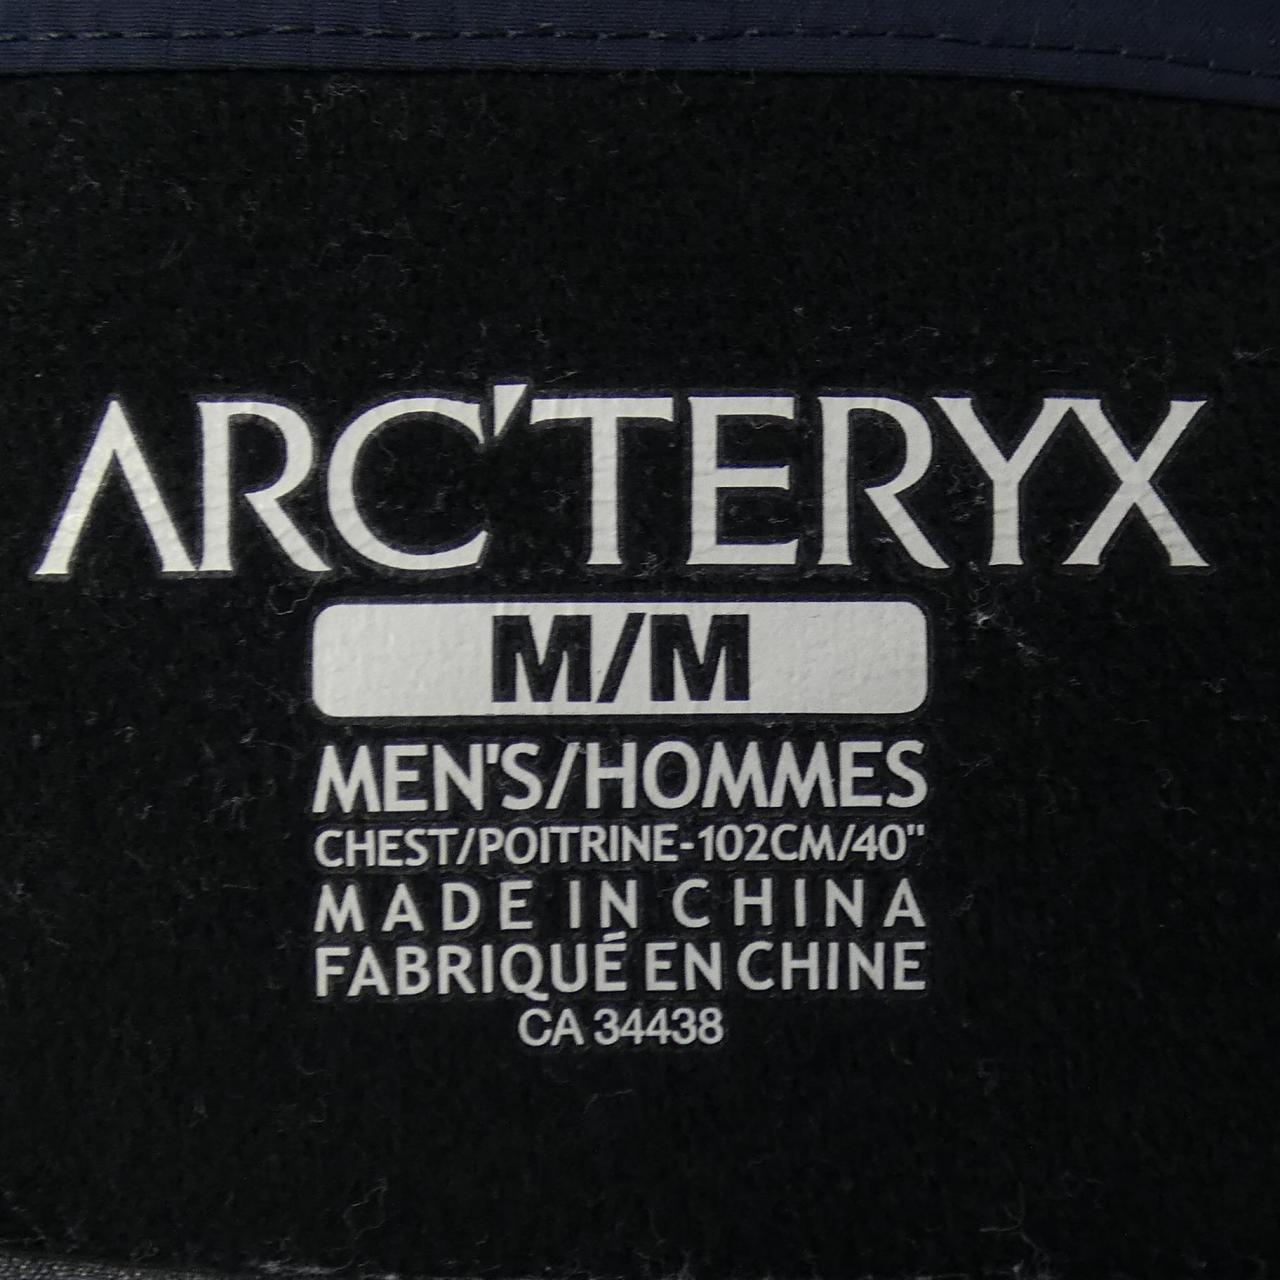 ARC'TERYX
M/M
MEN'S/HOMMES
CHEST/POITRINE-102CM/40"
MADE IN CHINA
FABRIQUÉ EN CHINE
CA 34438